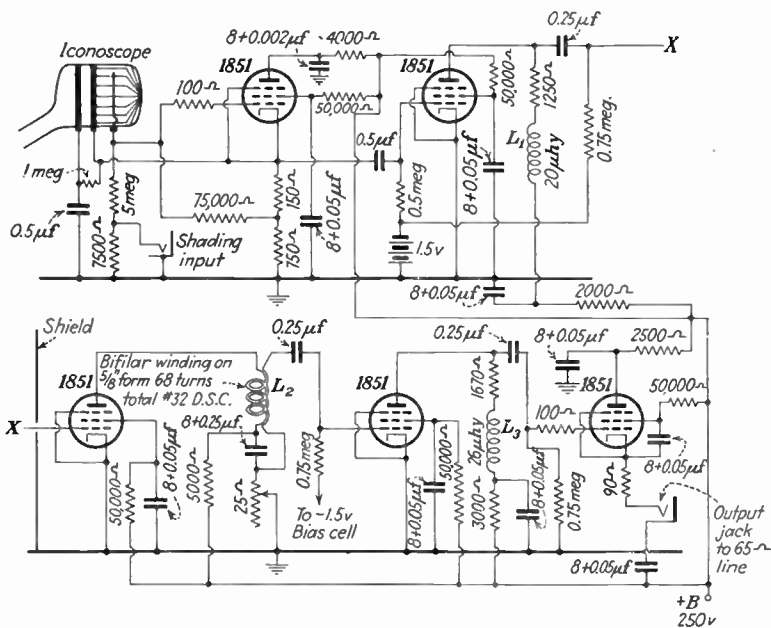 Iconoscope
8+0.002μf
4000Ω
0.25μf
X
1851
1851
100Ω
50,000Ω
50,000Ω
1250Ω
0.75 meg.
0.5μf
L₁
20μhy
8+0.05μf
1 meg
5 meg
75,000Ω
150Ω
0.5 meg
8+0.05μf
0.5μf
7500Ω
Shading
input
750Ω
1.5v
8+0.05μf
2000Ω
Shield
0.25μf
0.25μf
8+0.05μf
2500Ω
Bifilar winding on
5/8" form 68 turns
total #32 D.S.C.
1851
L₂
1851
1670Ω
1851
50,000Ω
X
8+0.25μf
L₃
26μhy
100Ω
8+0.05μf
50,000Ω
8+0.05μf
5000Ω
25Ω
0.75 meg
8+0.05μf
50,000Ω
3000Ω
8+0.05μf
0.75 meg
90Ω
To -1.5v
Bias cell
Output
jack
to 65Ω
line
8+0.05μf
+B
250v